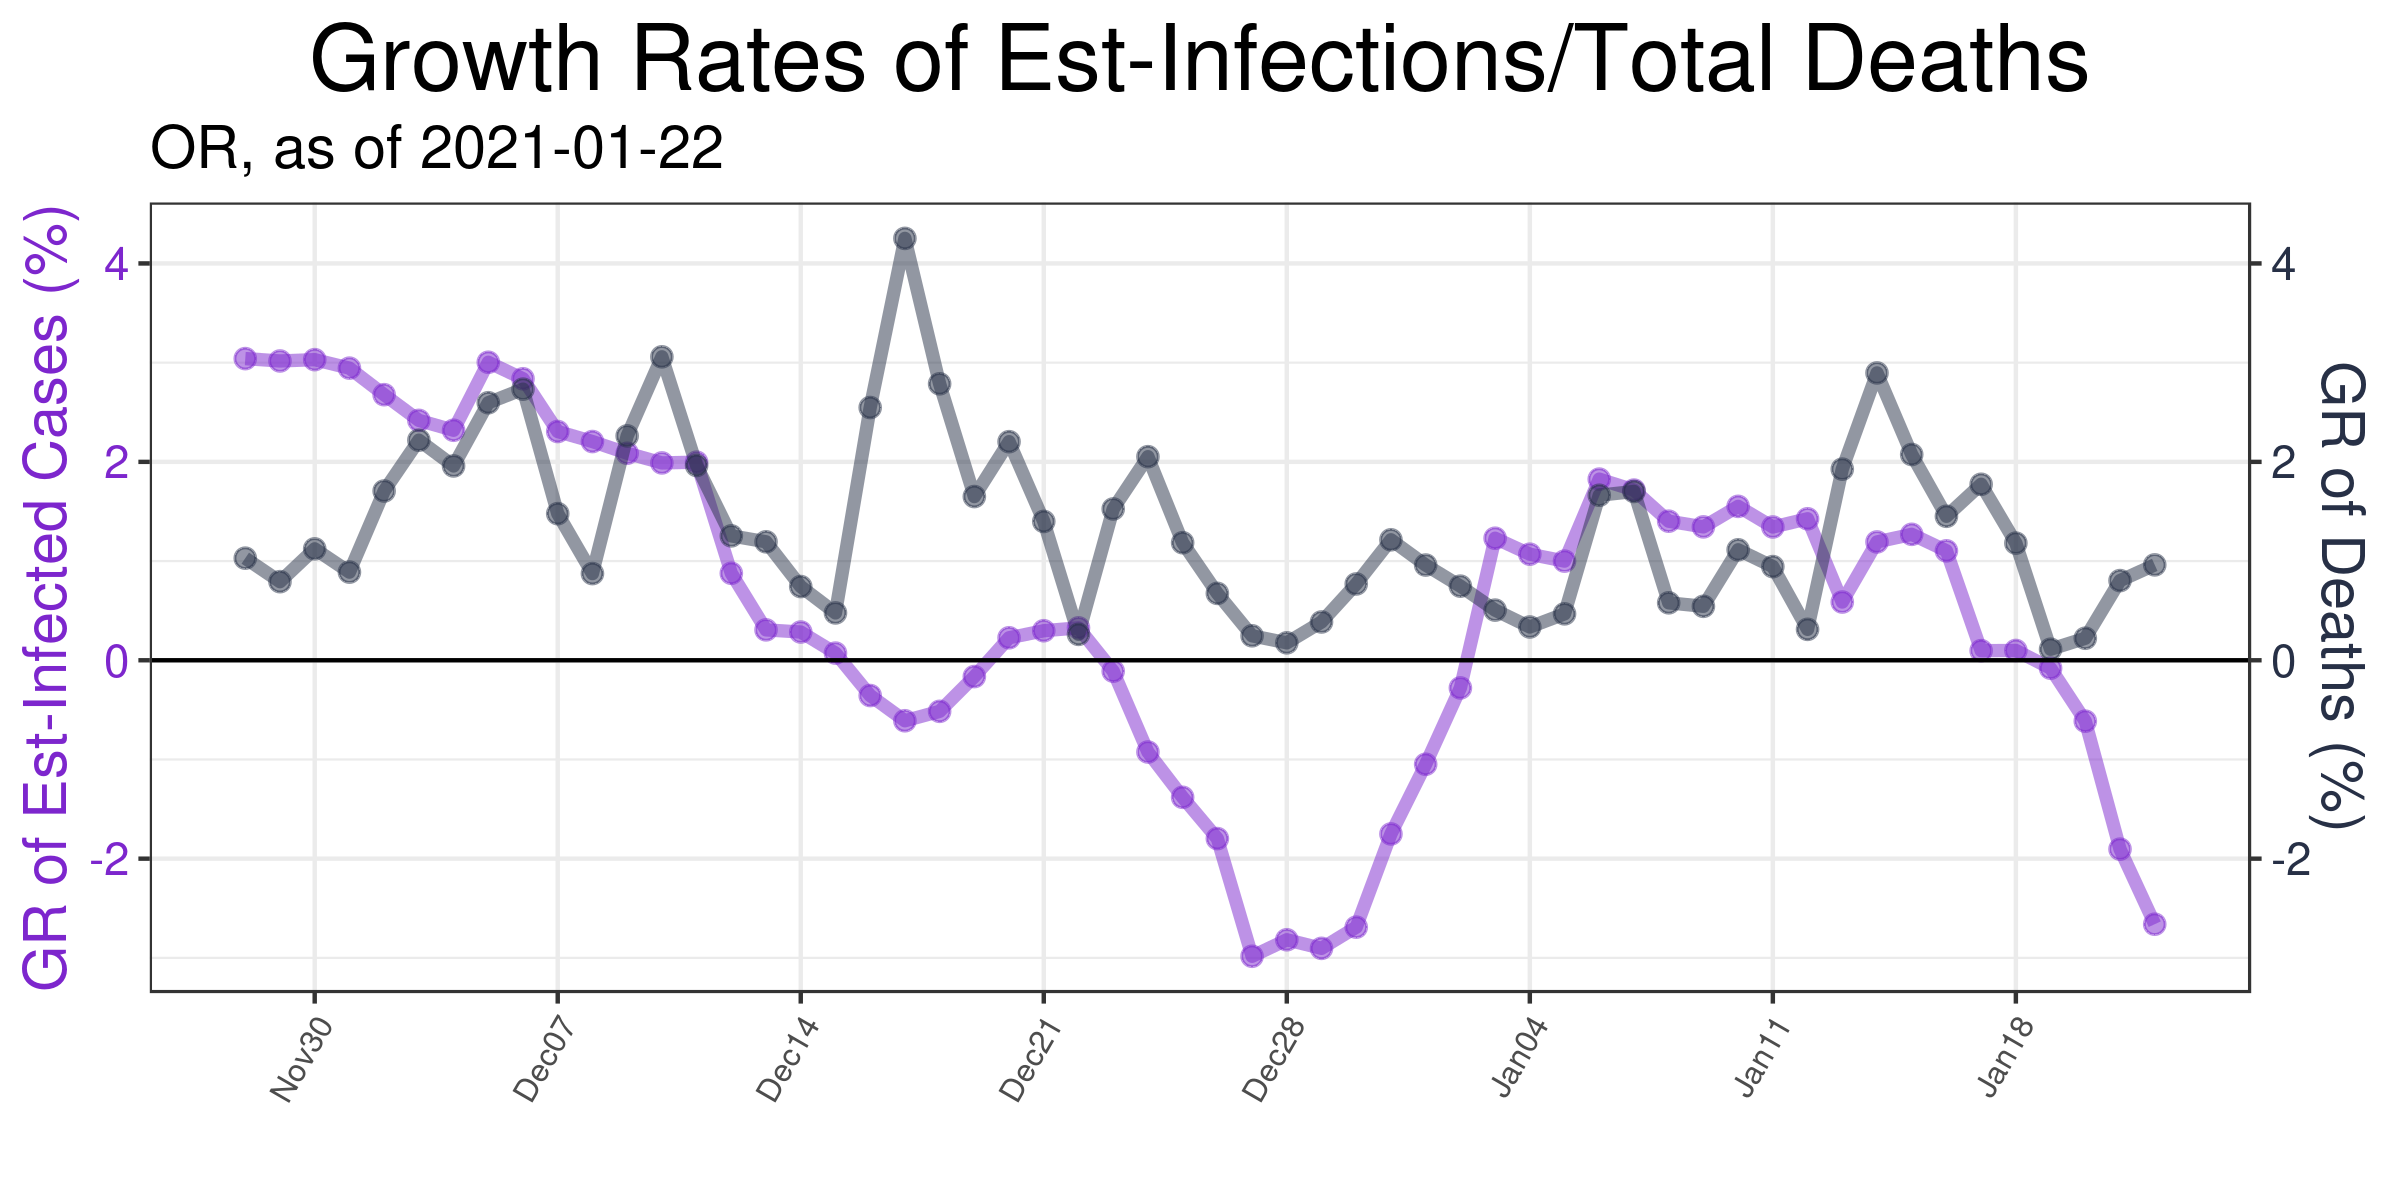 Growth Rates of Est-Infections/Total Deaths
OR, as of 2021-01-22
GR of Est-Infected Cases (%)
4
2
0
-2
4
2
0
-2
GR of Deaths (%)
Nov30
Dec07
Dec14
Dec21
Dec28
Jan04
Jan11
Jan18